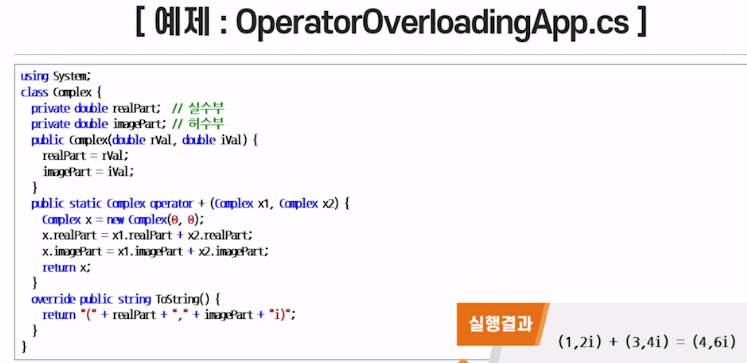 [ 예제 : OperatorOverloadingApp.cs ]
using System;
class Complex {
private double realPart; // 실수부
private double imagePart; // 허수부
public Complex(double rVal, double iVal) {
realPart = rVal;
imagePart = iVal;
}
public static Complex operator + (Complex x1, Complex x2) {
Complex x = new Complex(0, 0);
x.realPart = x1.realPart + x2.realPart;
x.imagePart = x1.imagePart + x2.imagePart;
return x;
}
override public string ToString() {
return "(" + realPart + "," + imagePart + "i)";
}
}
실행결과
(1,2i) + (3,4i) = (4,6i)